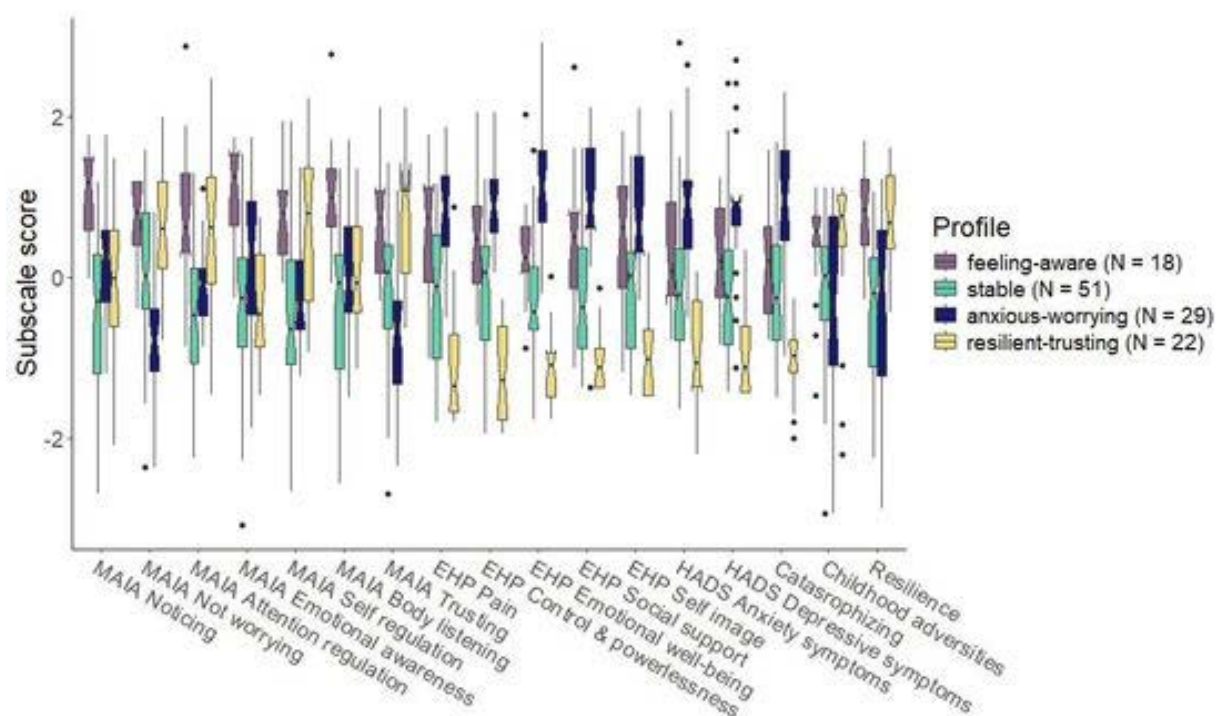 Subscale score
2
0
-2
MAIA Noticing
MAIA Not worrying
MAIA Attention regulation
MAIA Emotional awareness
MAIA Self regulation
MAIA Body listening
MAIA Trusting
EHP Pain
EHP Control & powerlessness
EHP Emotional well-being
EHP Social support
EHP Self image
HADS Anxiety symptoms
HADS Depressive symptoms
Catasrophizing
Childhood adversities
Resilience
Profile
feeling-aware (N = 18)
stable (N = 51)
anxious-worrying (N = 29)
resilient-trusting (N = 22)